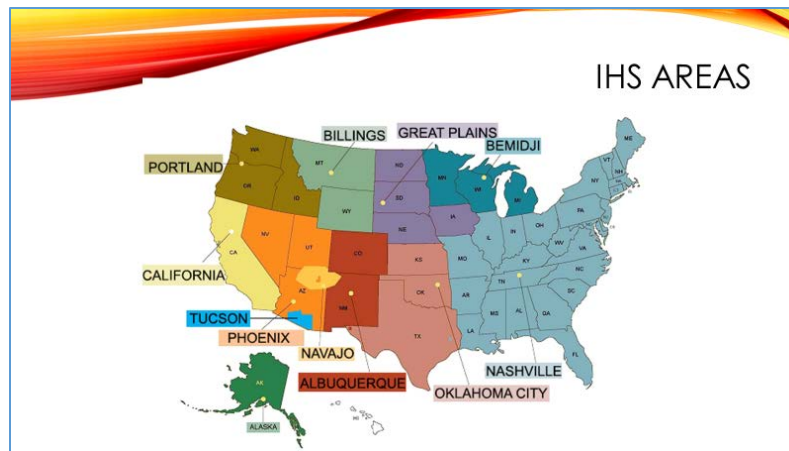 IHS AREAS
BILLINGS
GREAT PLAINS
BEMIDJI
PORTLAND
CALIFORNIA
TUCSON
PHOENIX
NAVAJO
ALBUQUERQUE
OKLAHOMA CITY
NASHVILLE
ALASKA
WA
OR
ID
MT
WY
ND
SD
NE
IA
MN
WI
MI
ME
VT
NH
NY
PA
OH
IN
IL
WV
VA
KY
MO
KS
CO
UT
NV
CA
AZ
NM
OK
AR
TN
NC
SC
TX
LA
MS
AL
GA
FL
AK
HI